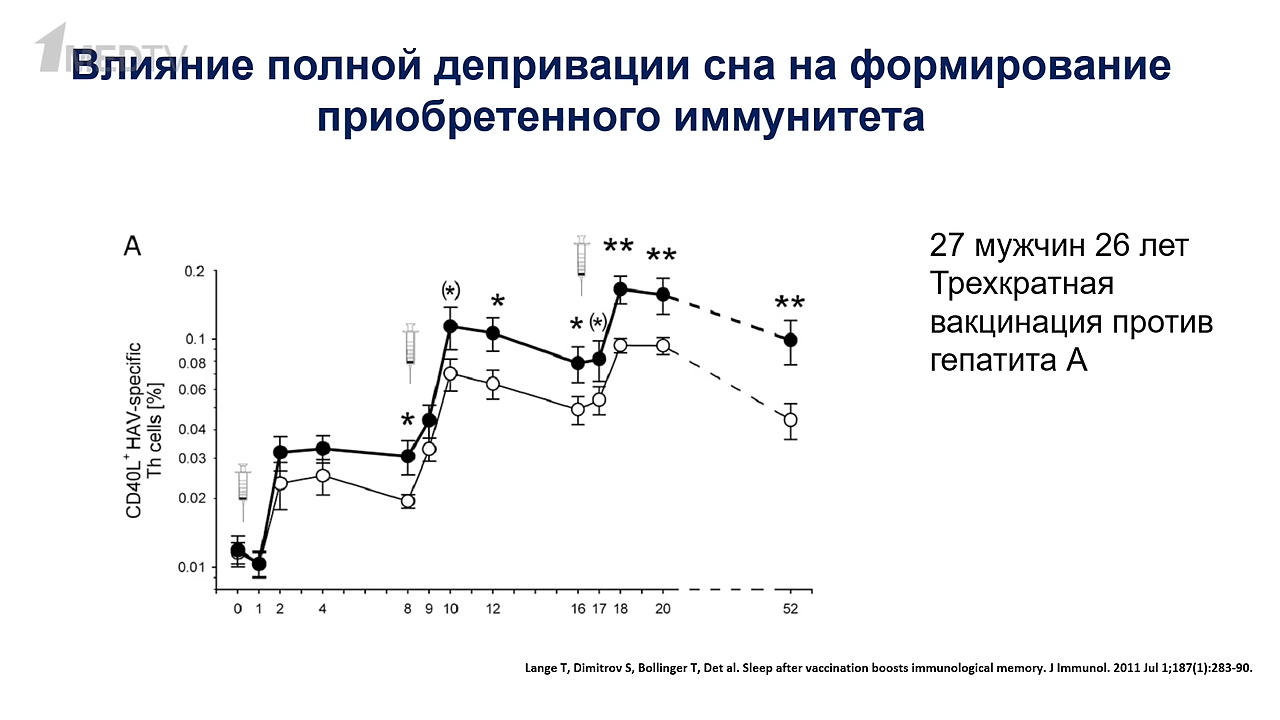 1MEDTV
Влияние полной депривации сна на формирование
приобретенного иммунитета
A
27 мужчин 26 лет
Трехкратная
вакцинация против
гепатита А
CD40L+ HAV-specific
Th cells [%]
0.2
0.1
0.08
0.06
0.04
0.03
0.02
0.01
* (*) * * (*) ** ** **
0 1 2 4 8 9 10 12 16 17 18 20 52
Lange T, Dimitrov S, Bollinger T, Det al. Sleep after vaccination boosts immunological memory. J Immunol. 2011 Jul 1;187(1):283-90.